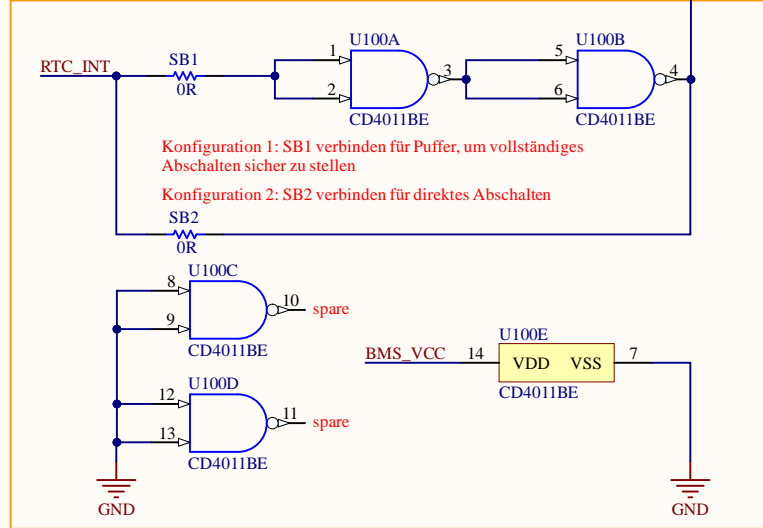 U100A
U100B
RTC_INT
SB1
0R
1
2
3
5
6
4
CD4011BE
CD4011BE
Konfiguration 1: SB1 verbinden für Puffer, um vollständiges
Abschalten sicher zu stellen
Konfiguration 2: SB2 verbinden für direktes Abschalten
SB2
0R
U100C
8
9
10
spare
CD4011BE
U100D
12
13
11
spare
CD4011BE
GND
BMS_VCC
14
U100E
VDD VSS
7
CD4011BE
GND